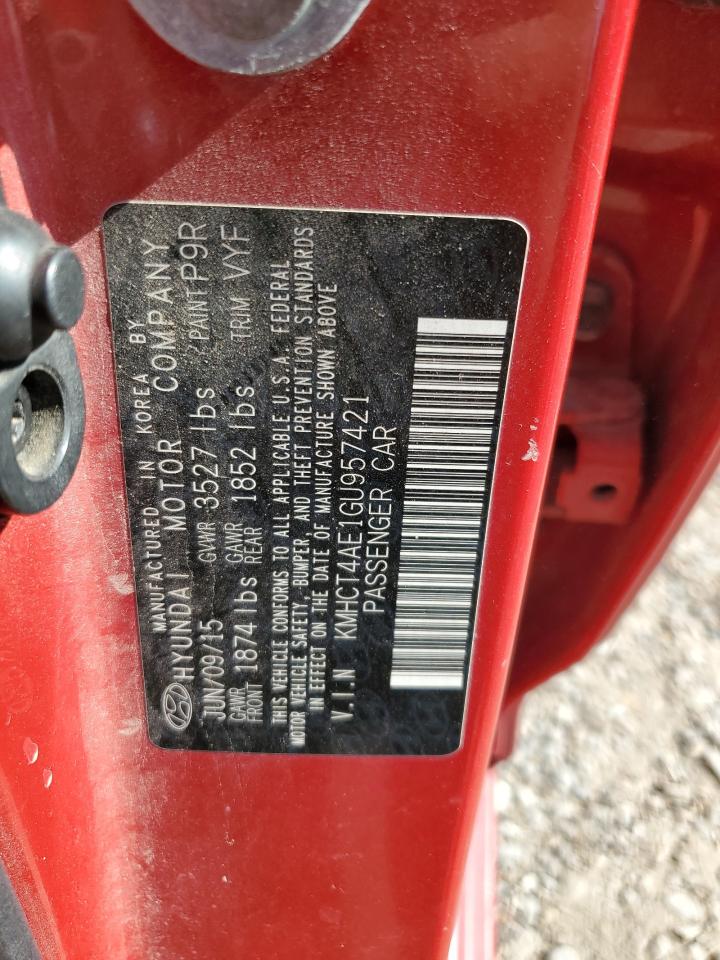 MANUFACTURED IN KOREA BY
HYUNDAI MOTOR COMPANY
JUN/09/15 GVWR 3527 lbs PAINT P9R
GAWR FRONT 1874lbs GAWR REAR 1852 lbs TRIM VYF
THIS VEHICLE CONFORMS TO ALL APPLICABLE U.S.A. FEDERAL
MOTOR VEHICLE SAFETY, BUMPER, AND THEFT PREVENTION STANDARDS
IN EFFECT ON THE DATE OF MANUFACTURE SHOWN ABOVE
V.I.N KMHCT4AE1GU957421
PASSENGER CAR